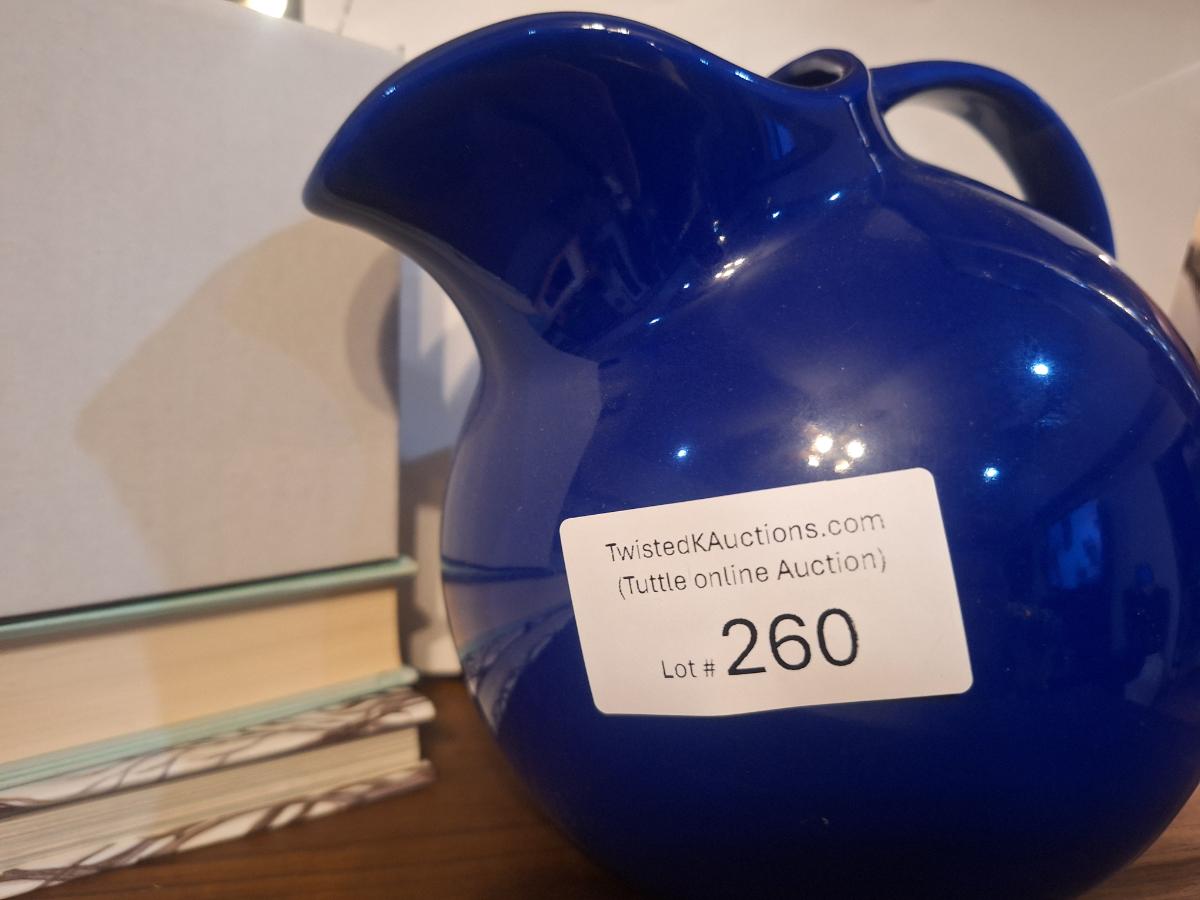 TwistedKAuctions.com
(Tuttle online Auction)
Lot # 260